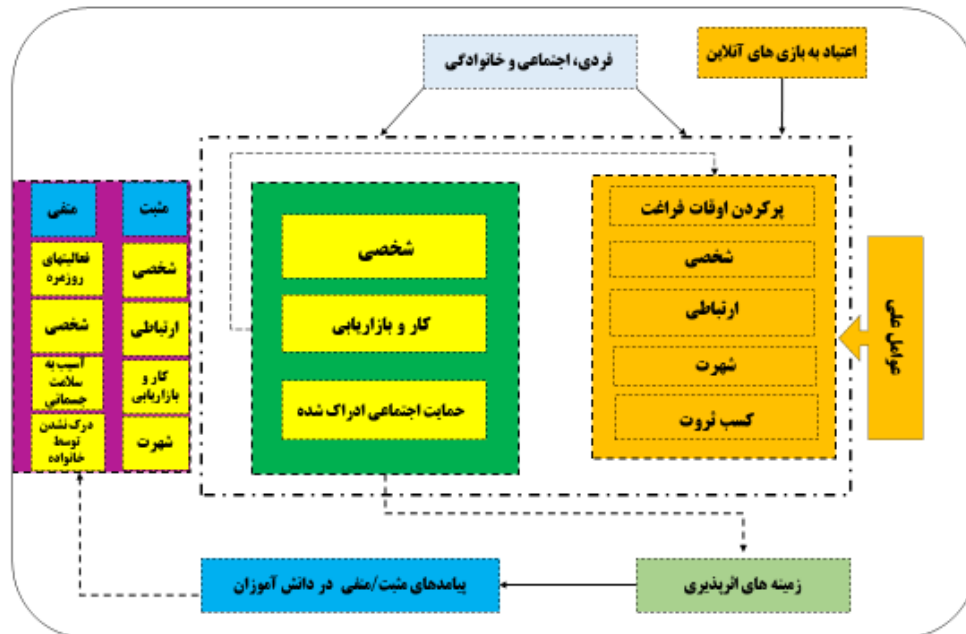 اعتیاد به بازی های آنلاین
فردی، اجتماعی و خانوادگی
عوامل علی
پرکردن اوقات فراغت
شخصی
ارتباطی
شهرت
کسب ثروت
شخصی
کار و بازاریابی
حمایت اجتماعی ادراک شده
مثبت
شخصی
ارتباطی
کار و
بازاریابی
شهرت
منفی
فعالیتهای
روزمره
شخصی
آسیب به
سلامت
جسمانی
درک نشدن
توسط
خانواده
زمینه های اثرپذیری
پیامدهای مثبت/منفی در دانش آموزان